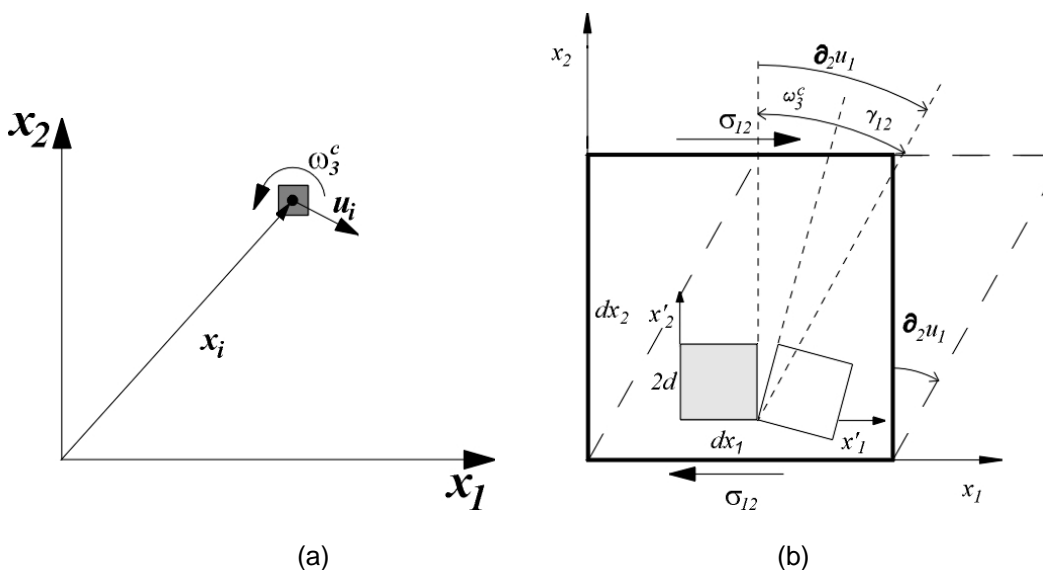 x₂
ω₃ᶜ
uᵢ
xᵢ
x₁
(a)
x₂
∂₂u₁
ω₃ᶜ
γ₁₂
σ₁₂
dx₂
x'₂
∂₂u₁
2d
dx₁
x'₁
σ₁₂
x₁
(b)